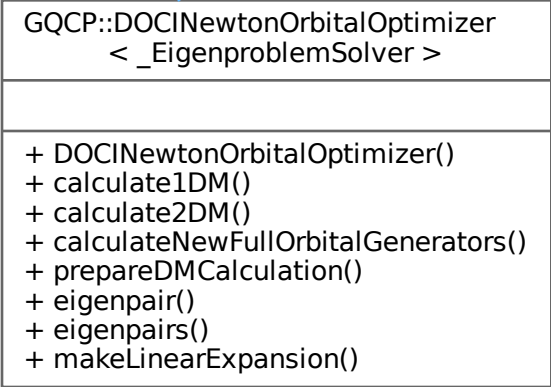 GQCP::DOCINewtonOrbitalOptimizer
< _EigenproblemSolver >
+ DOCINewtonOrbitalOptimizer()
+ calculate1DM()
+ calculate2DM()
+ calculateNewFullOrbitalGenerators()
+ prepareDMCalculation()
+ eigenpair()
+ eigenpairs()
+ makeLinearExpansion()